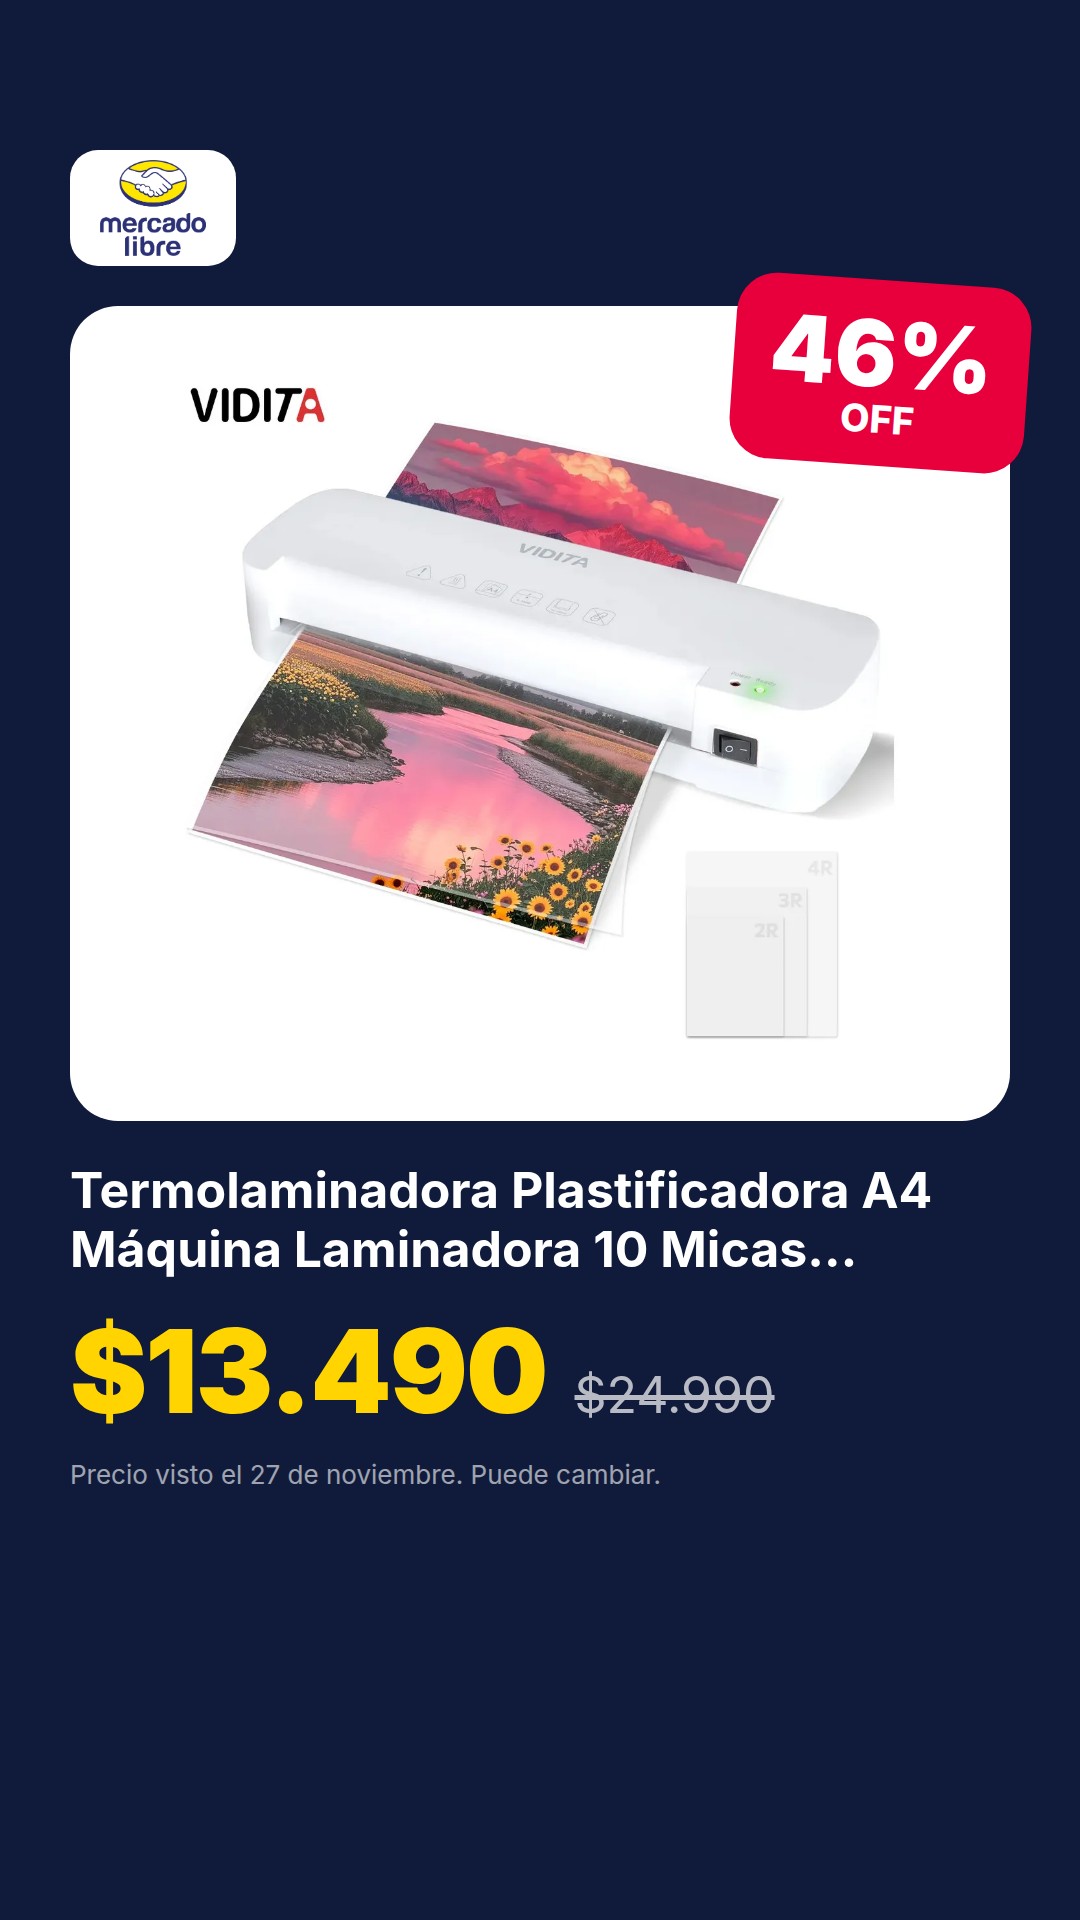 mercado
libre
46%
OFF
VIDITA
VIDITA
4R
3R
2R
Termolaminadora Plastificadora A4
Máquina Laminadora 10 Micas...
$13.490 $24.990
Precio visto el 27 de noviembre. Puede cambiar.